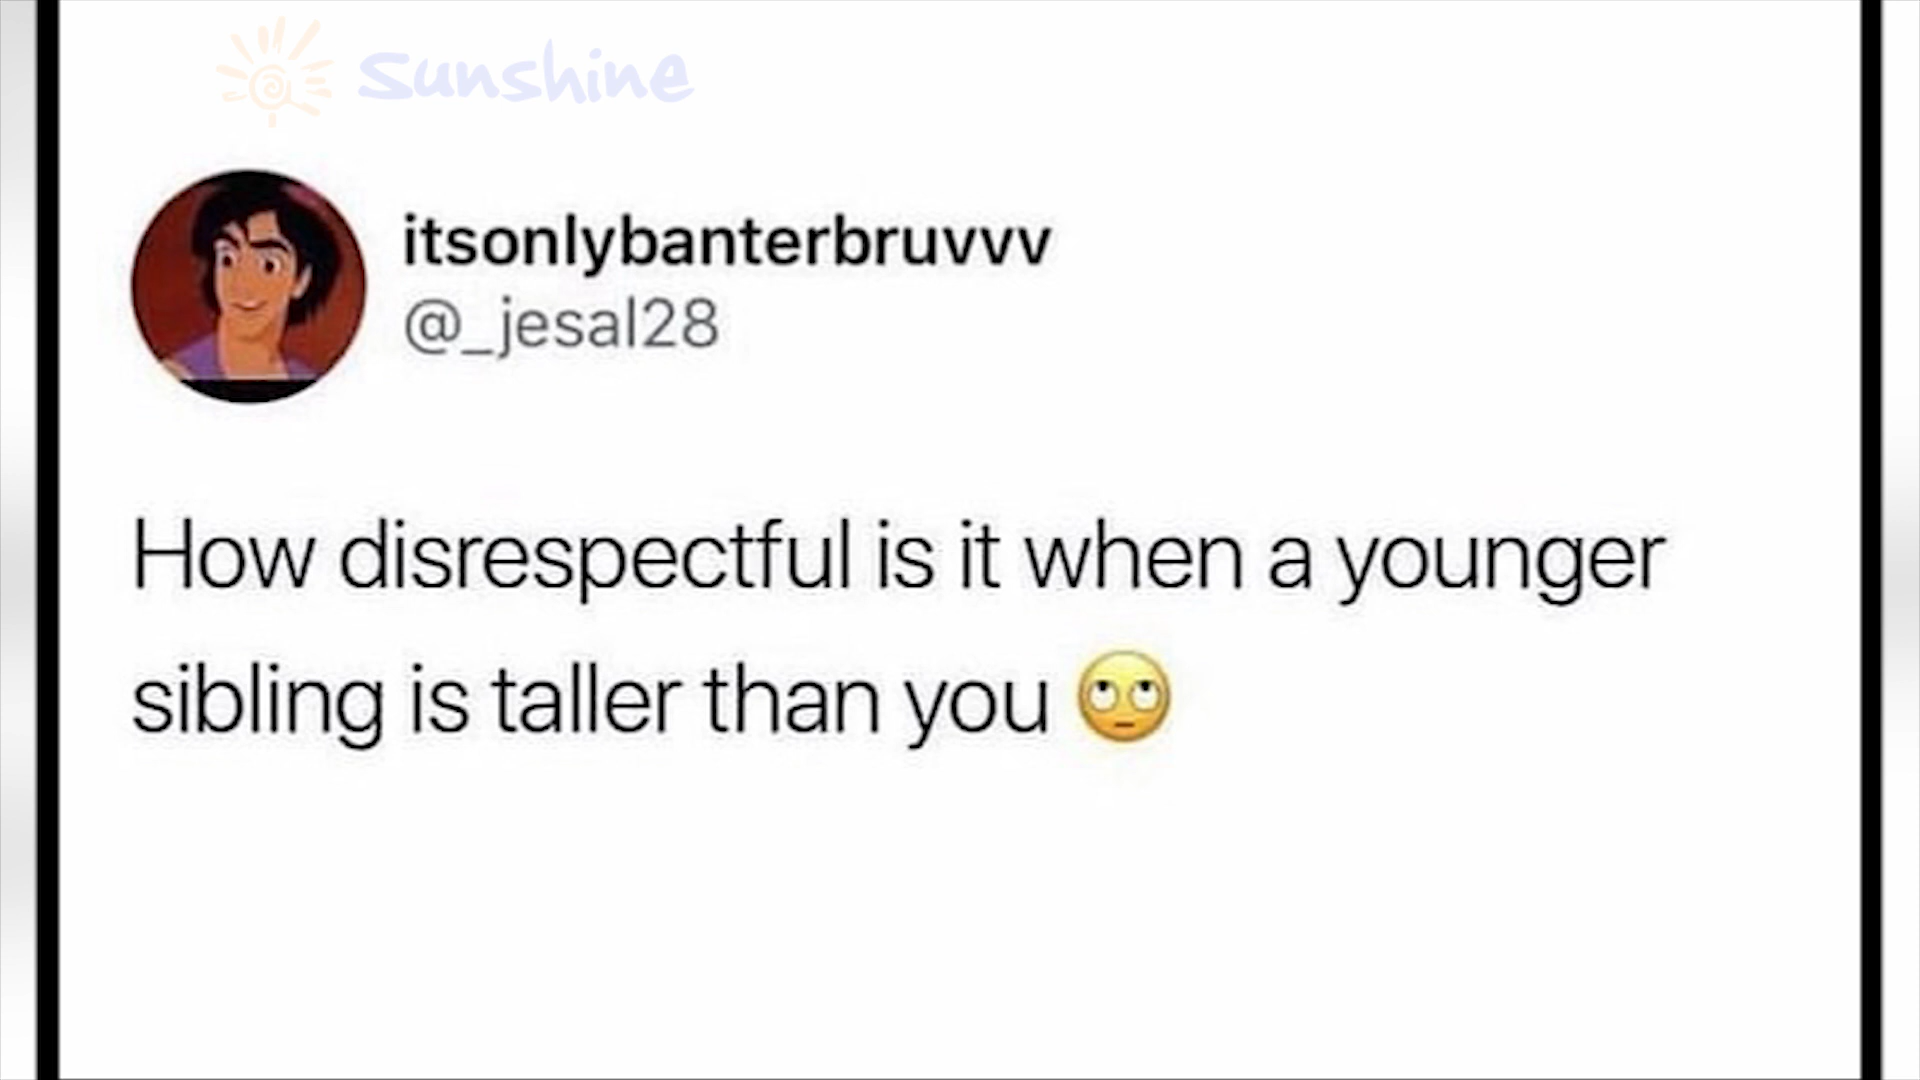 Sunshine
itsonlybanterbruvvv
@_jesal28
How disrespectful is it when a younger
sibling is taller than you 🙄